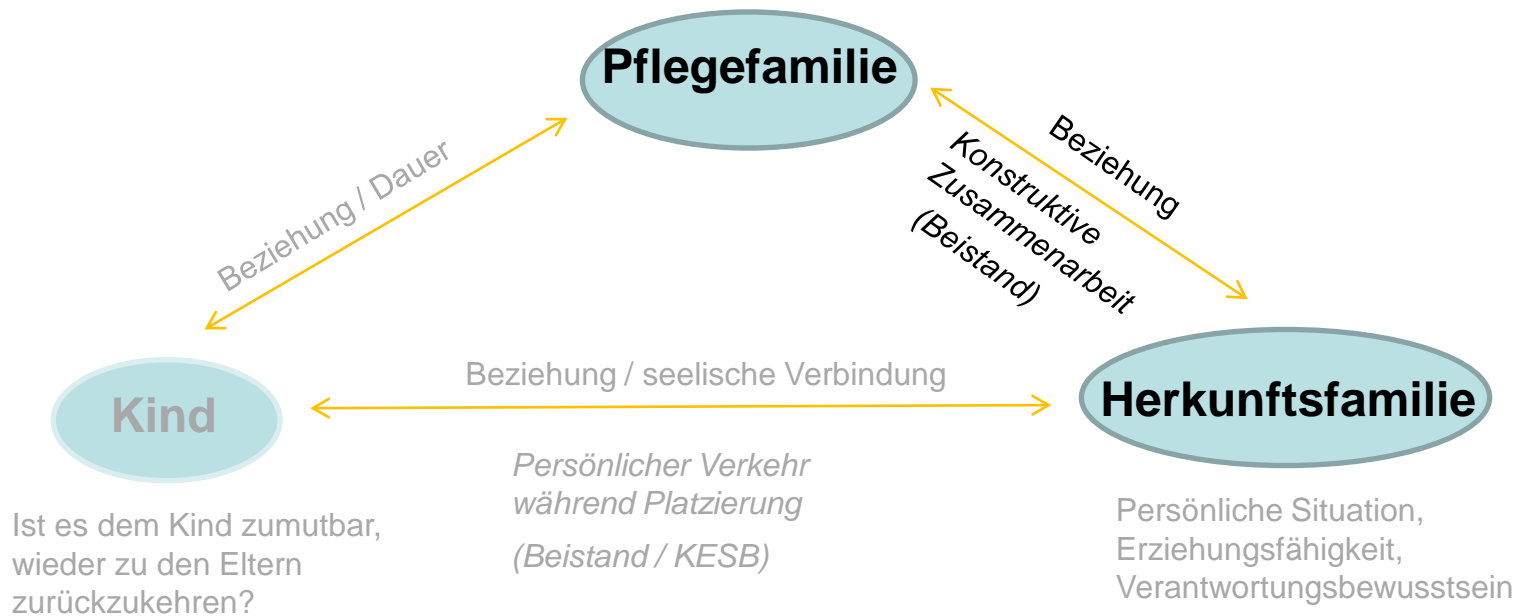 Pflegefamilie
Beziehung / Dauer
Beziehung
Konstruktive
Zusammenarbeit
(Beistand)
Kind
Beziehung / seelische Verbindung
Herkunftsfamilie
Persönlicher Verkehr
während Platzierung
(Beistand / KESB)
Ist es dem Kind zumutbar,
wieder zu den Eltern
zurückzukehren?
Persönliche Situation,
Erziehungsfähigkeit,
Verantwortungsbewusstsein